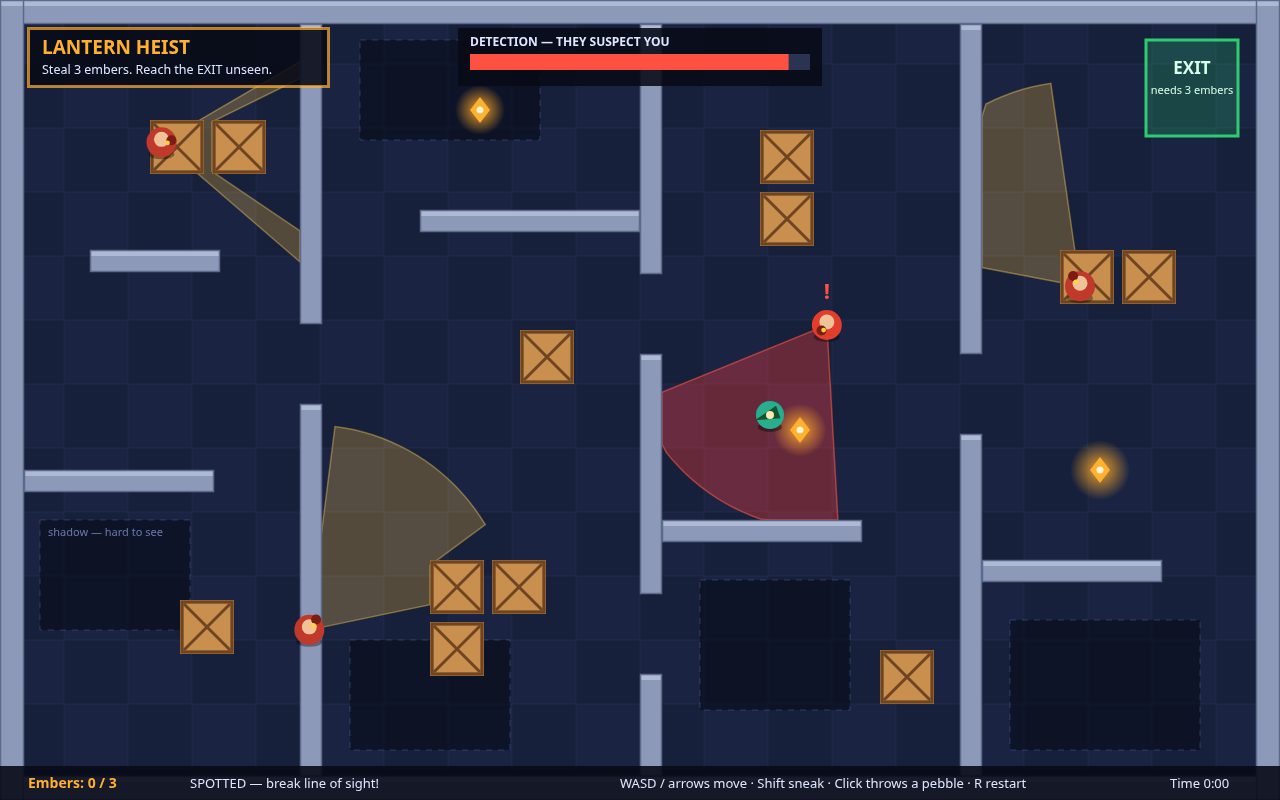 LANTERN HEIST
Steal 3 embers. Reach the EXIT unseen.
DETECTION — THEY SUSPECT YOU
EXIT
needs 3 embers
!
shadow — hard to see
Embers: 0 / 3
SPOTTED — break line of sight!
WASD / arrows move · Shift sneak · Click throws a pebble · R restart
Time 0:00